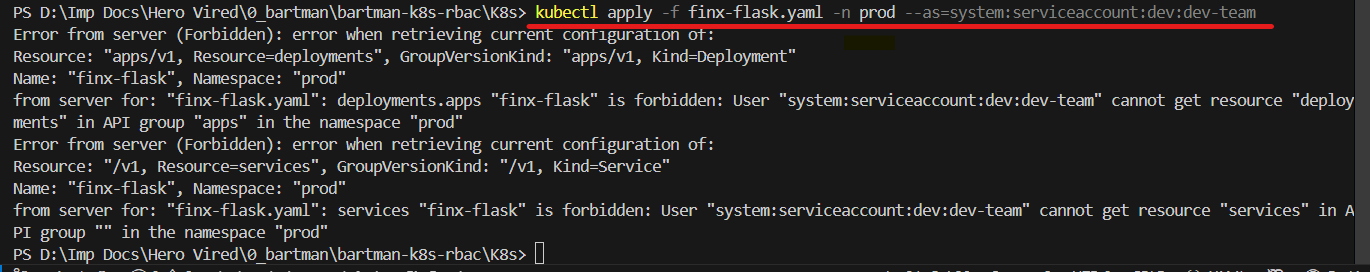 PS D:\Imp Docs\Hero Vired\0_bartman\bartman-k8s-rbac\K8s> kubectl apply -f finx-flask.yaml -n prod --as=system:serviceaccount:dev:dev-team
Error from server (Forbidden): error when retrieving current configuration of:
Resource: "apps/v1, Resource=deployments", GroupVersionKind: "apps/v1, Kind=Deployment"
Name: "finx-flask", Namespace: "prod"
from server for: "finx-flask.yaml": deployments.apps "finx-flask" is forbidden: User "system:serviceaccount:dev:dev-team" cannot get resource "deploy
ments" in API group "apps" in the namespace "prod"
Error from server (Forbidden): error when retrieving current configuration of:
Resource: "/v1, Resource=services", GroupVersionKind: "/v1, Kind=Service"
Name: "finx-flask", Namespace: "prod"
from server for: "finx-flask.yaml": services "finx-flask" is forbidden: User "system:serviceaccount:dev:dev-team" cannot get resource "services" in A
PI group "" in the namespace "prod"
PS D:\Imp Docs\Hero Vired\0_bartman\bartman-k8s-rbac\K8s>